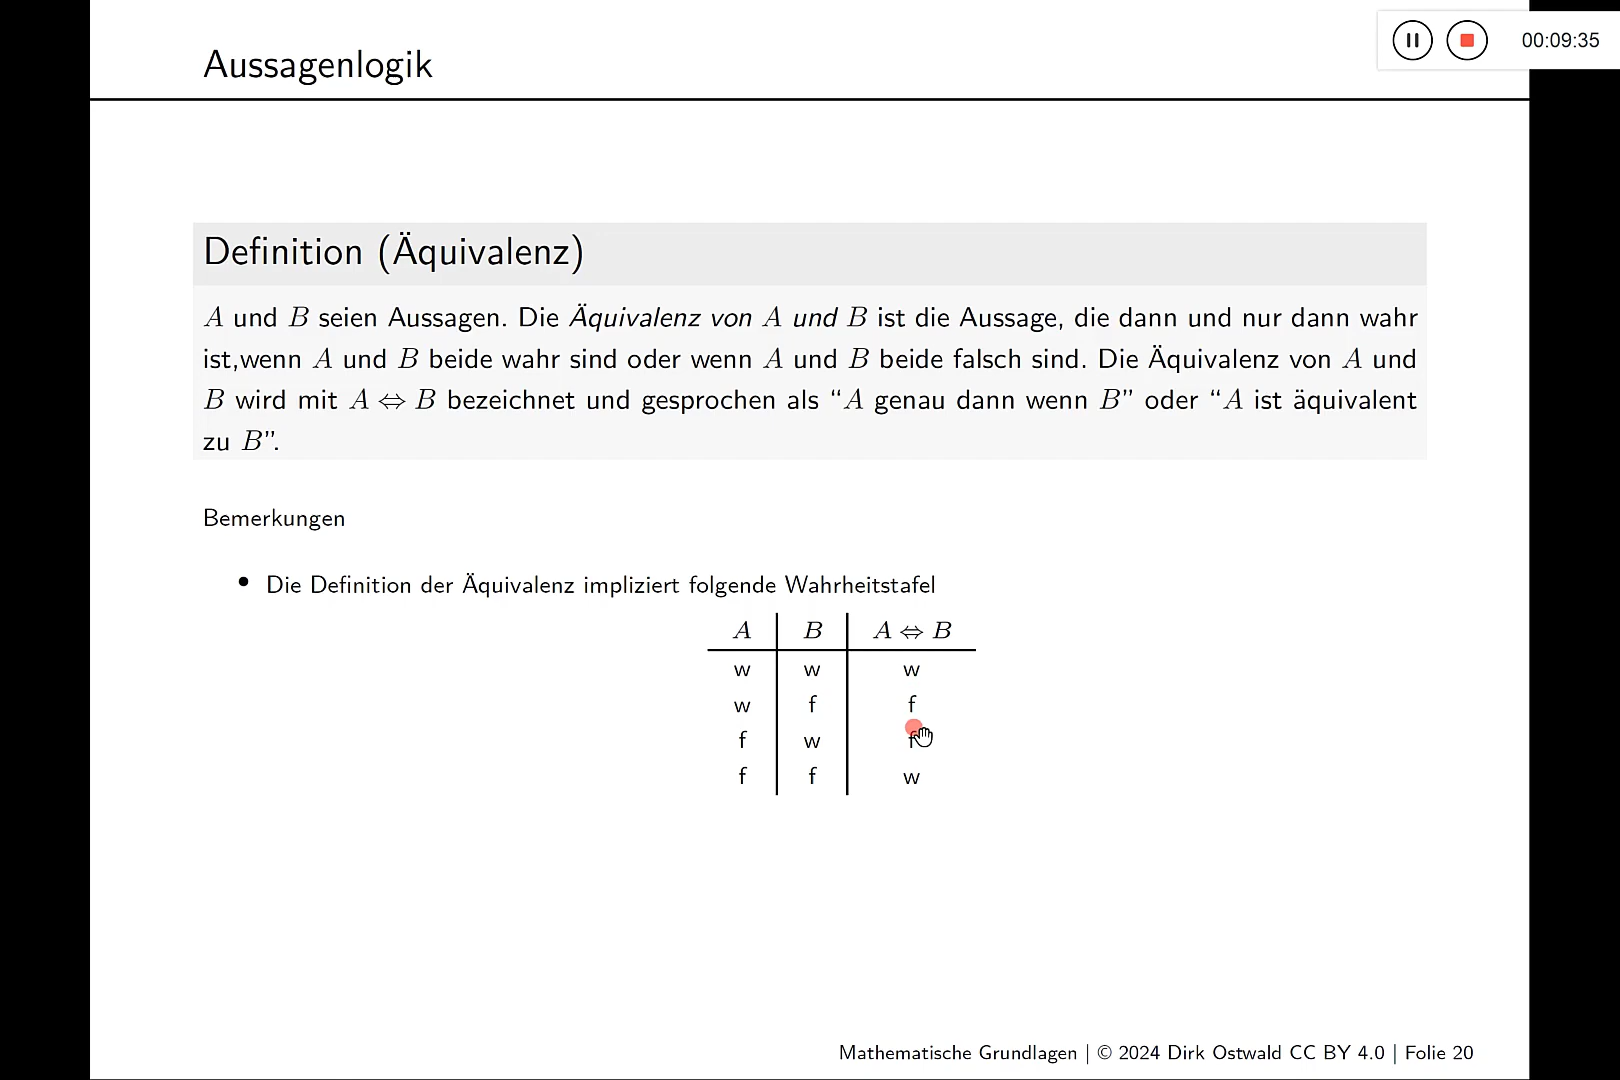 Aussagenlogik
00:09:35
Definition (Äquivalenz)
A und B seien Aussagen. Die Äquivalenz von A und B ist die Aussage, die dann und nur dann wahr
ist,wenn A und B beide wahr sind oder wenn A und B beide falsch sind. Die Äquivalenz von A und
B wird mit A ⇔ B bezeichnet und gesprochen als “A genau dann wenn B” oder “A ist äquivalent
zu B”.
Bemerkungen
• Die Definition der Äquivalenz impliziert folgende Wahrheitstafel
A B A ⇔ B
w w w
w f f
f w f
f f w
Mathematische Grundlagen | © 2024 Dirk Ostwald CC BY 4.0 | Folie 20